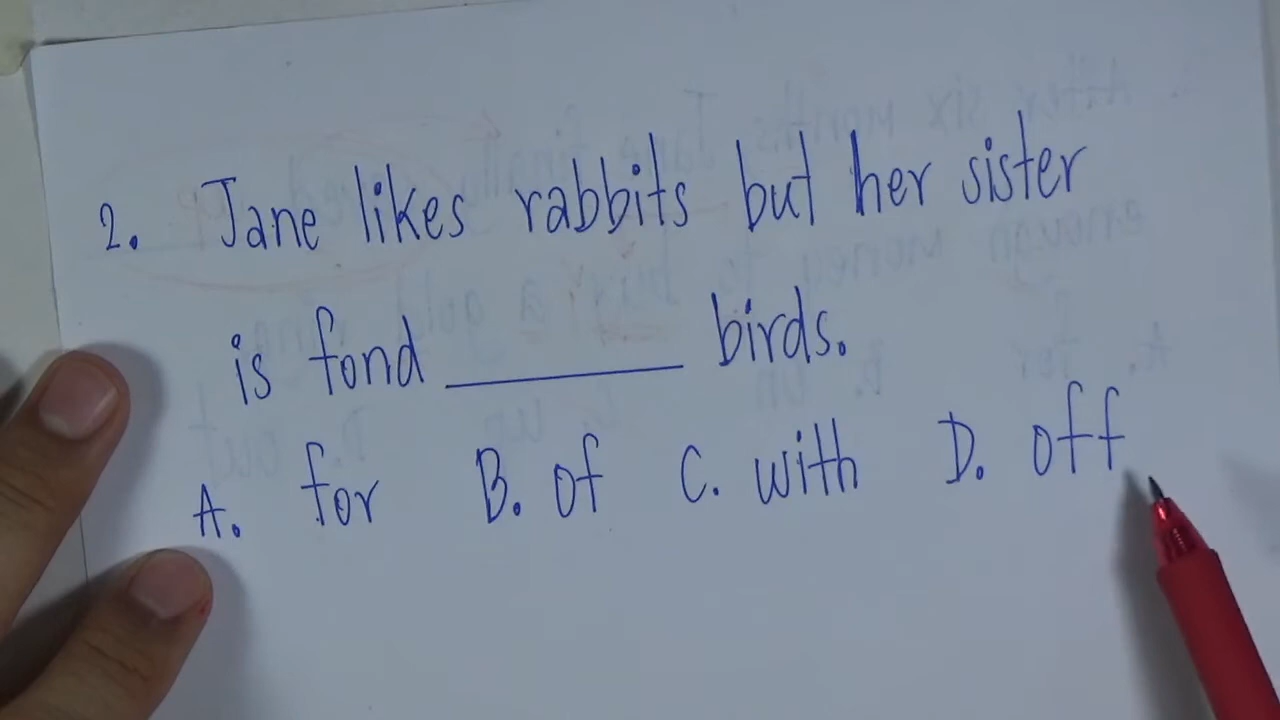 2. Jane likes rabbits but her sister
is fond ________ birds.
A. for B. of C. with D. off